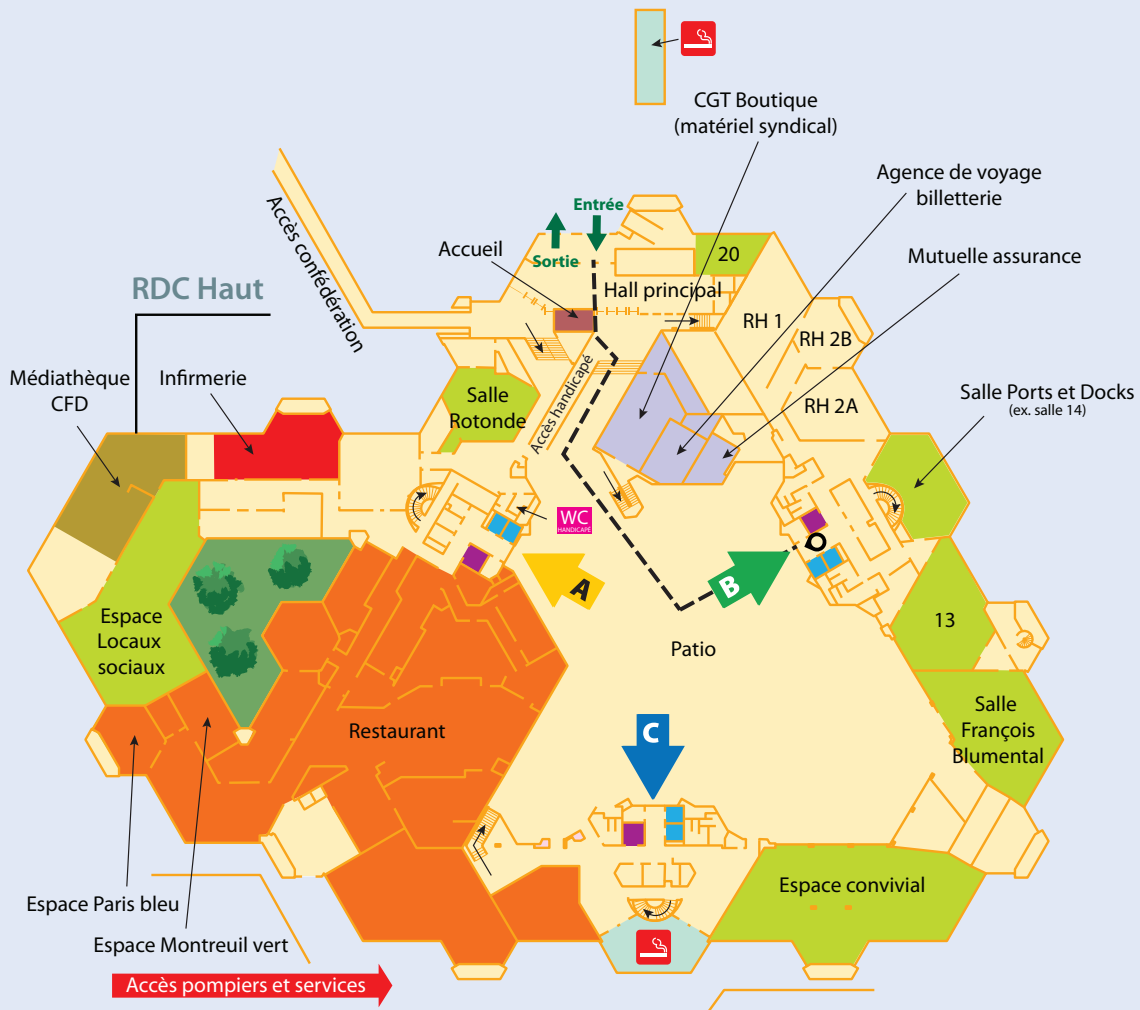 CGT Boutique
(matériel syndical)
Agence de voyage
billetterie
Accès confédération
Entrée
Sortie
Accueil
20
Mutuelle assurance
RDC Haut
Hall principal
RH 1
RH 2B
Médiathèque
CFD
Infirmerie
Salle
Rotonde
Accès handicapé
RH 2A
Salle Ports et Docks
(ex. salle 14)
WC
HANDICAPÉ
A
B
Espace
Locaux
sociaux
13
Patio
Restaurant
C
Salle
François
Blumental
Espace convivial
Espace Paris bleu
Espace Montreuil vert
Accès pompiers et services